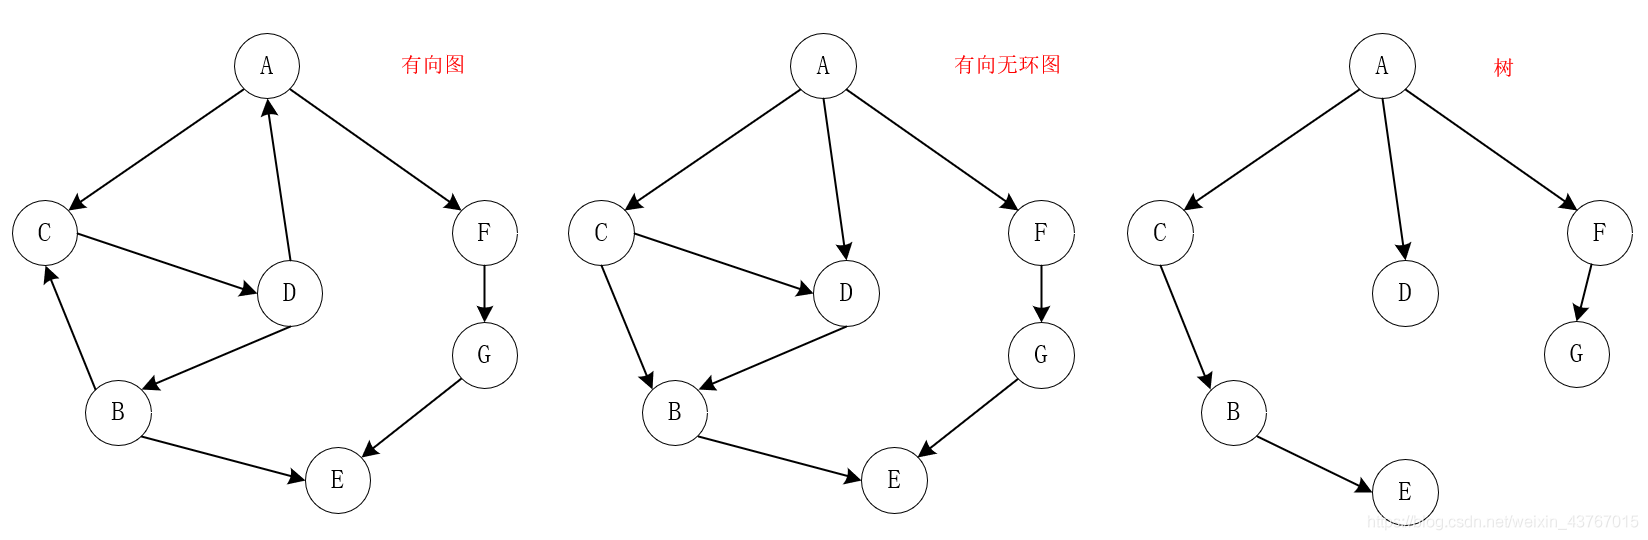 A
有向图
C
F
D
G
B
E
A
有向无环图
C
F
D
G
B
E
A
树
C
F
D
G
B
E
https://blog.csdn.net/weixin_43767015